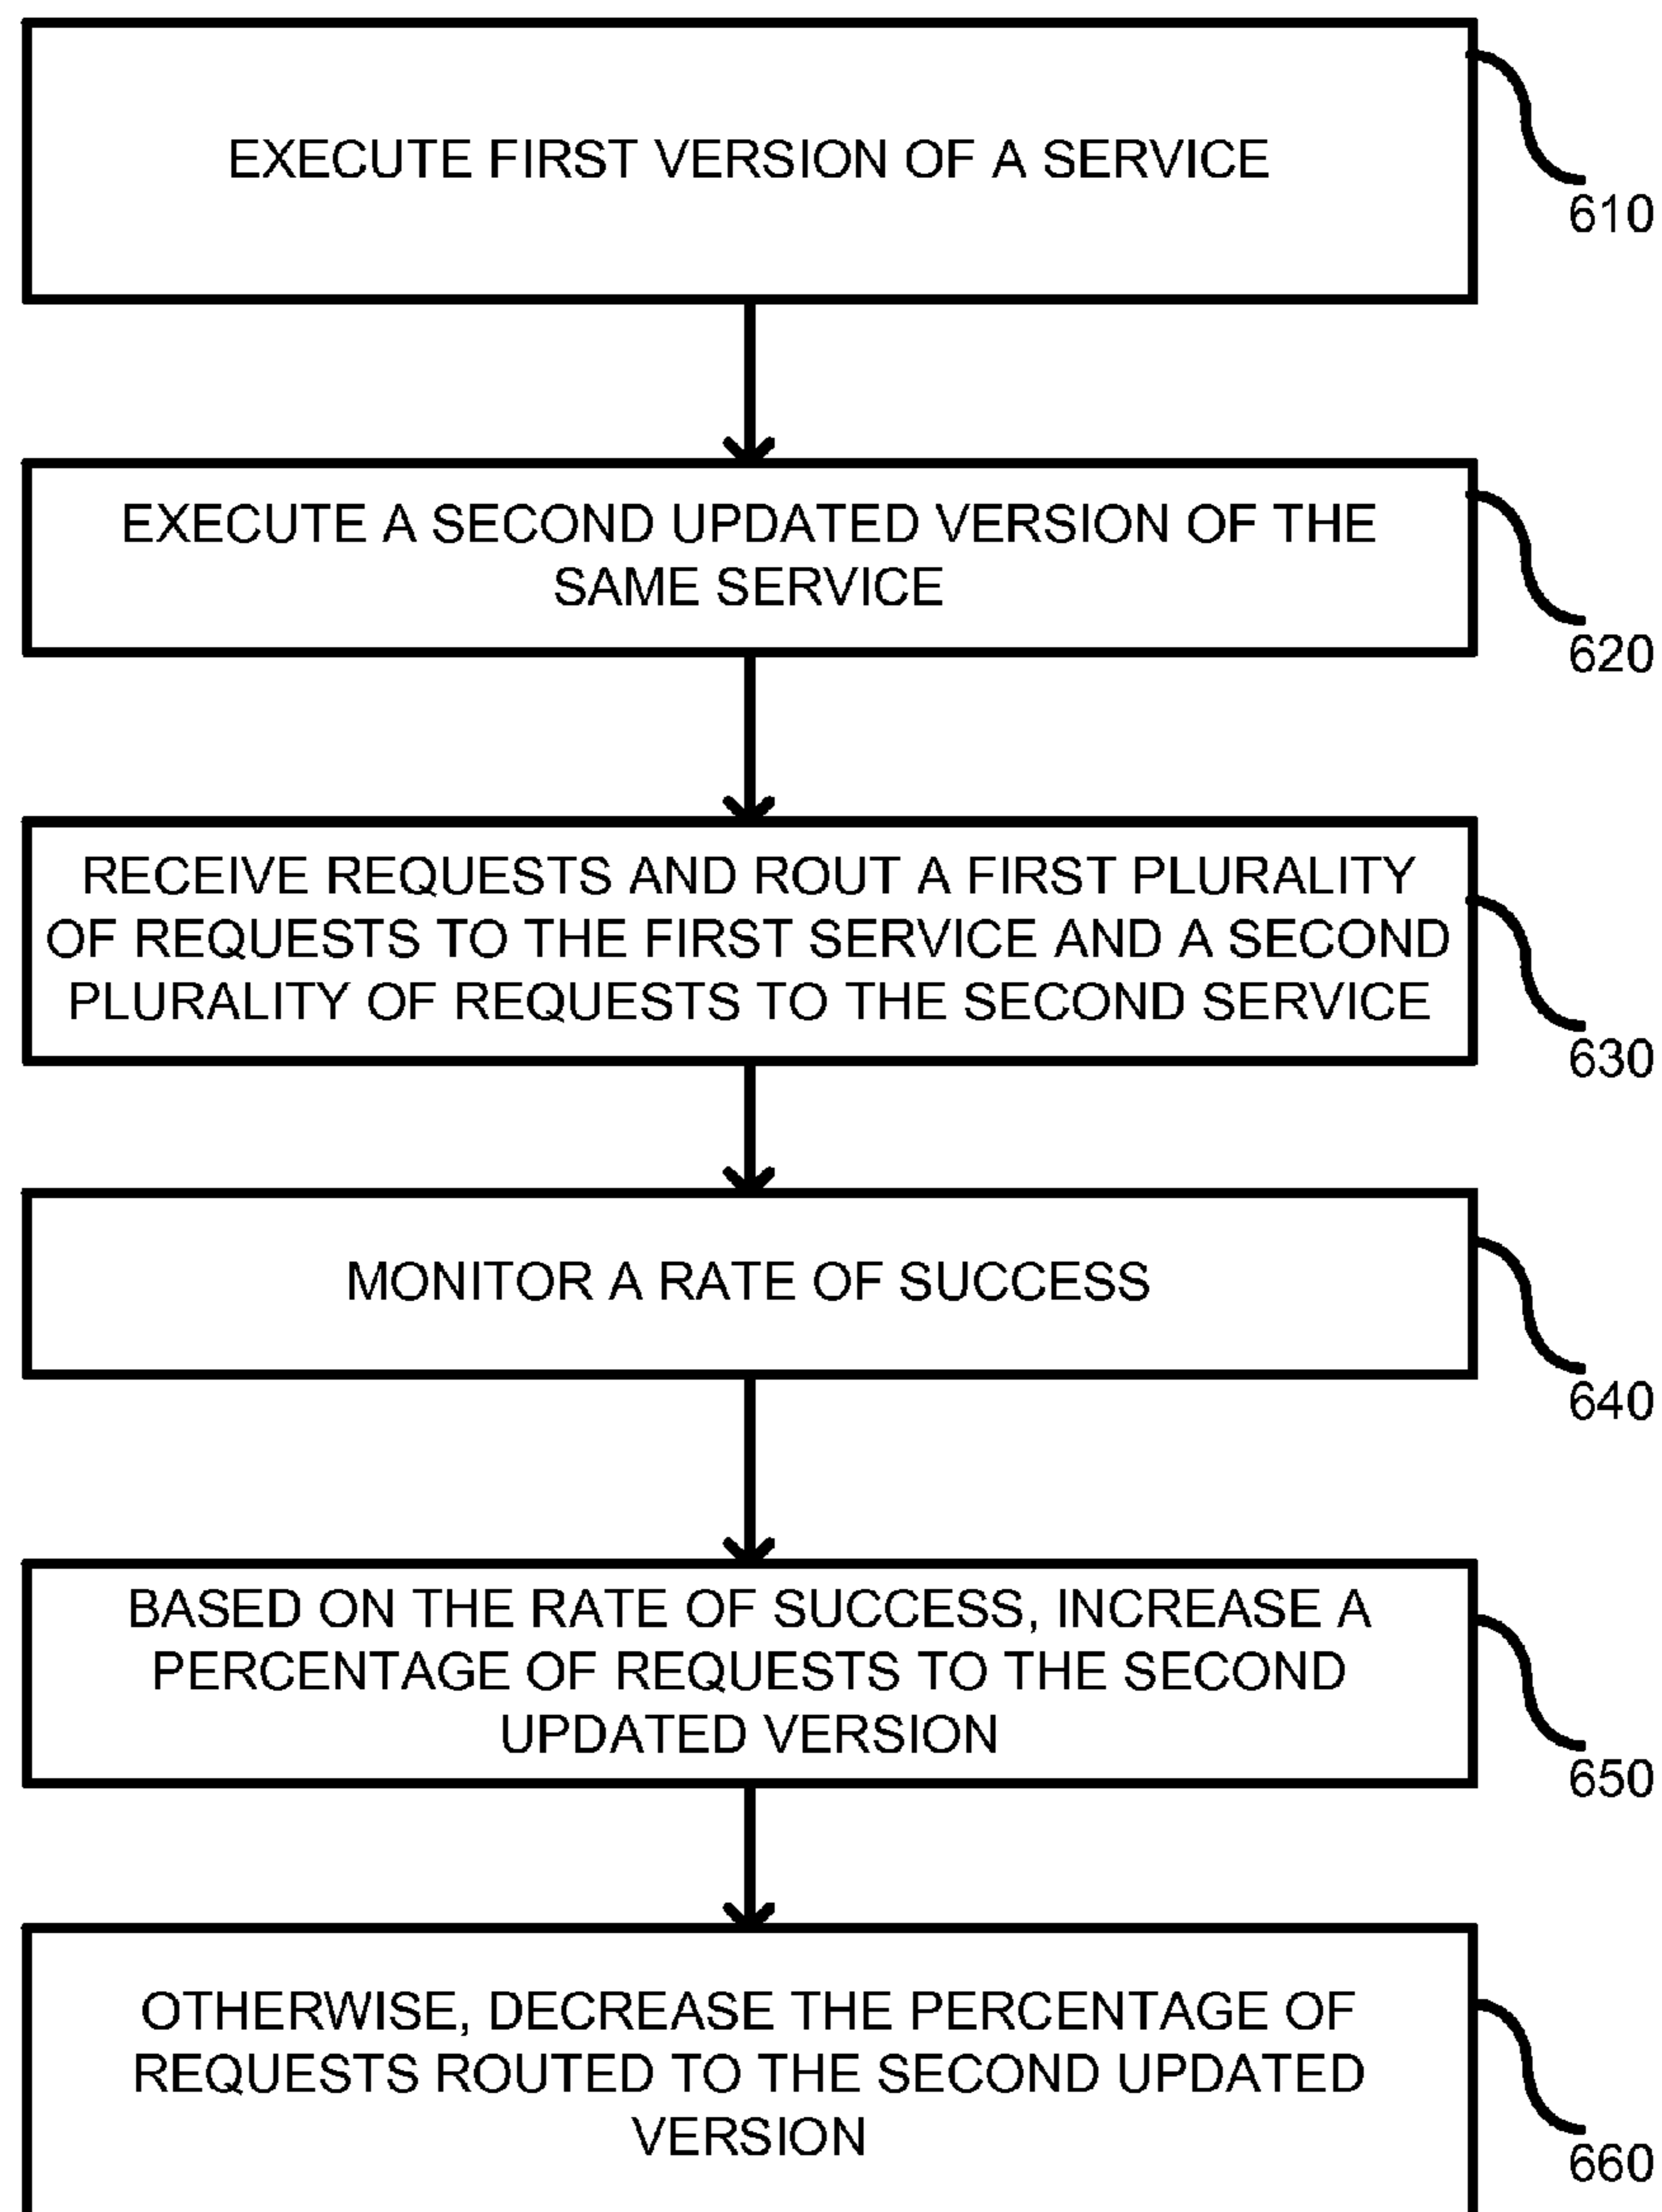 EXECUTE FIRST VERSION OF A SERVICE
610
EXECUTE A SECOND UPDATED VERSION OF THE
SAME SERVICE
620
RECEIVE REQUESTS AND ROUT A FIRST PLURALITY
OF REQUESTS TO THE FIRST SERVICE AND A SECOND
PLURALITY OF REQUESTS TO THE SECOND SERVICE
630
MONITOR A RATE OF SUCCESS
640
BASED ON THE RATE OF SUCCESS, INCREASE A
PERCENTAGE OF REQUESTS TO THE SECOND
UPDATED VERSION
650
OTHERWISE, DECREASE THE PERCENTAGE OF
REQUESTS ROUTED TO THE SECOND UPDATED
VERSION
660